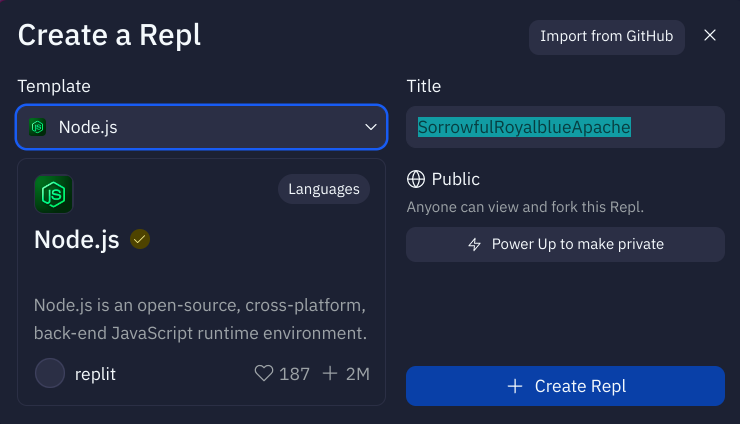 Create a Repl
Import from GitHub
Template
Node.js
Languages
Node.js
Node.js is an open-source, cross-platform,
back-end JavaScript runtime environment.
replit
187
2M
Title
SorrowfulRoyalblueApache
Public
Anyone can view and fork this Repl.
Power Up to make private
Create Repl